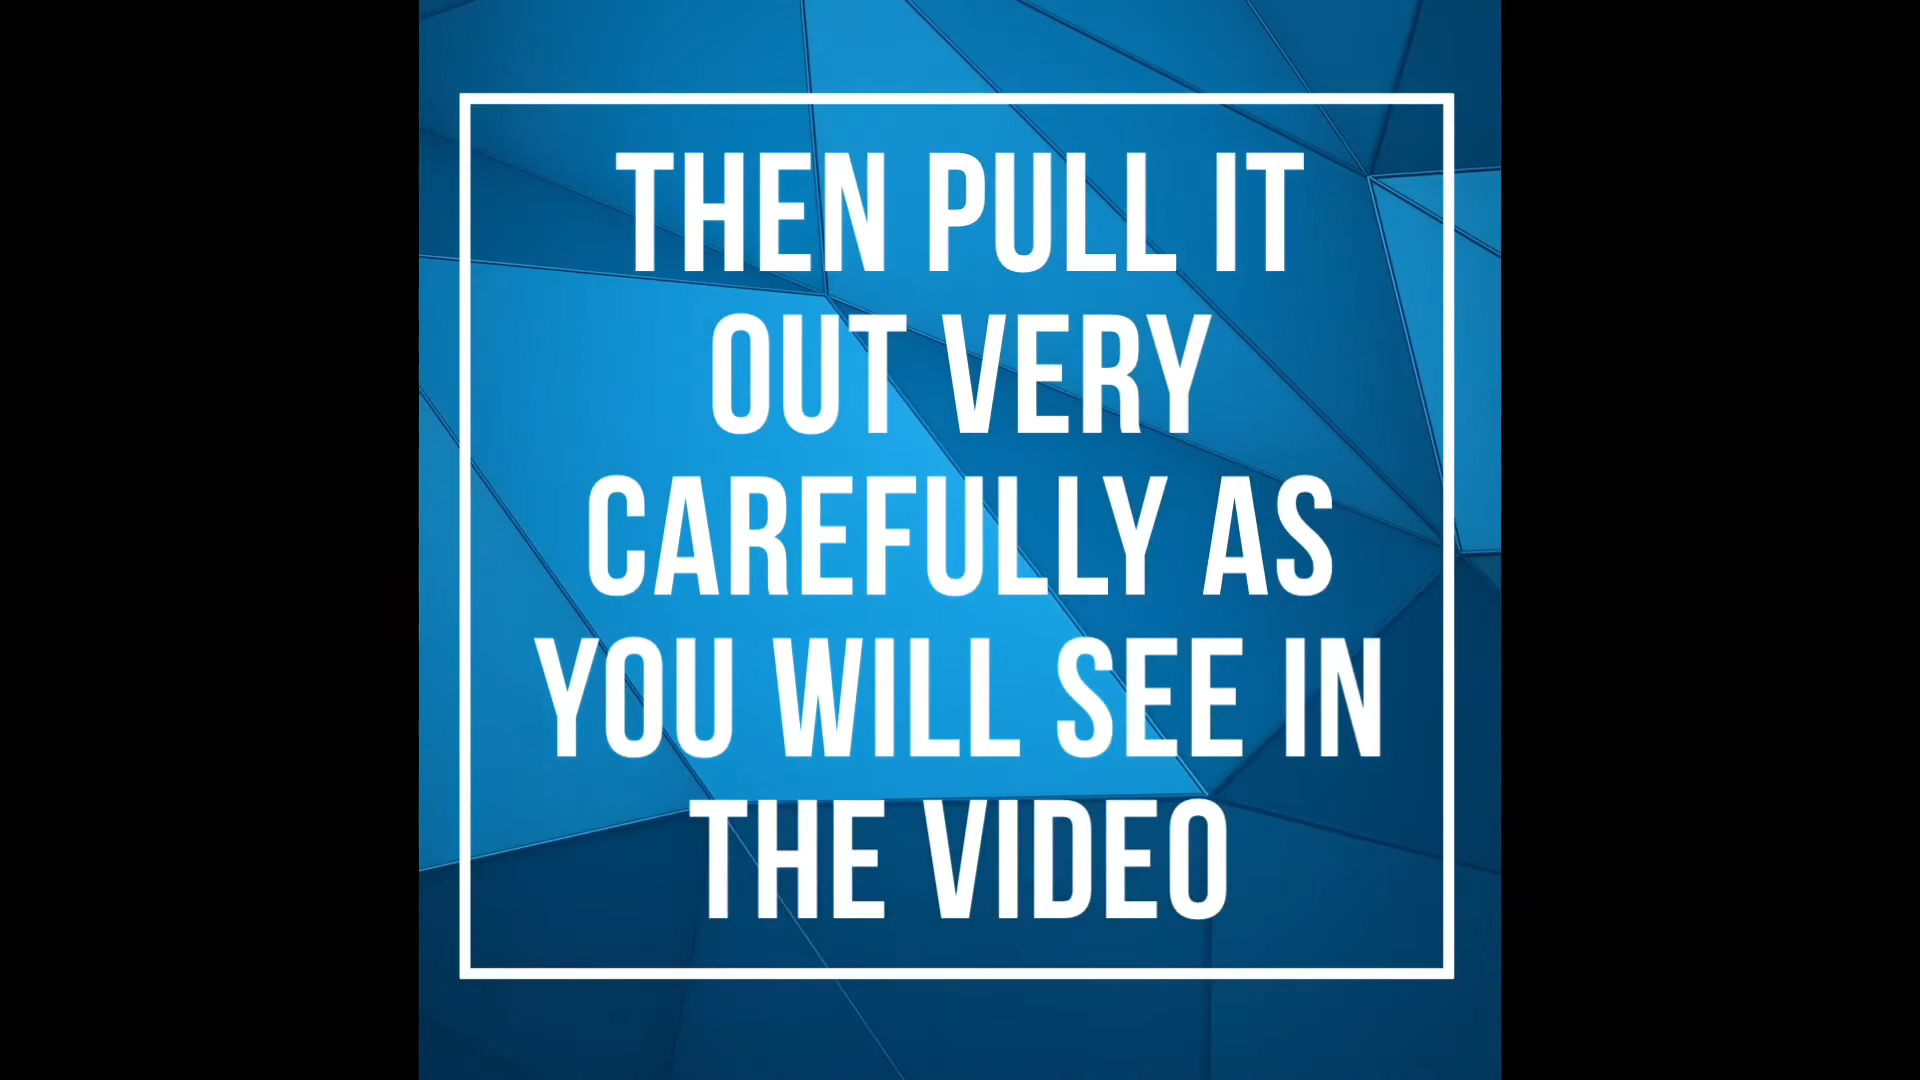 THEN PULL IT
OUT VERY
CAREFULLY AS
YOU WILL SEE IN
THE VIDEO